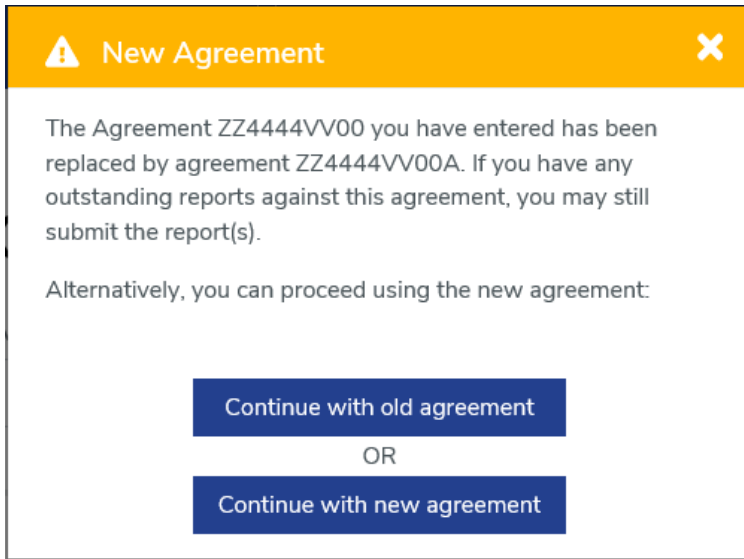 New Agreement
The Agreement ZZ4444VV00 you have entered has been
replaced by agreement ZZ4444VV00A. If you have any
outstanding reports against this agreement, you may still
submit the report(s).
Alternatively, you can proceed using the new agreement:
Continue with old agreement
OR
Continue with new agreement